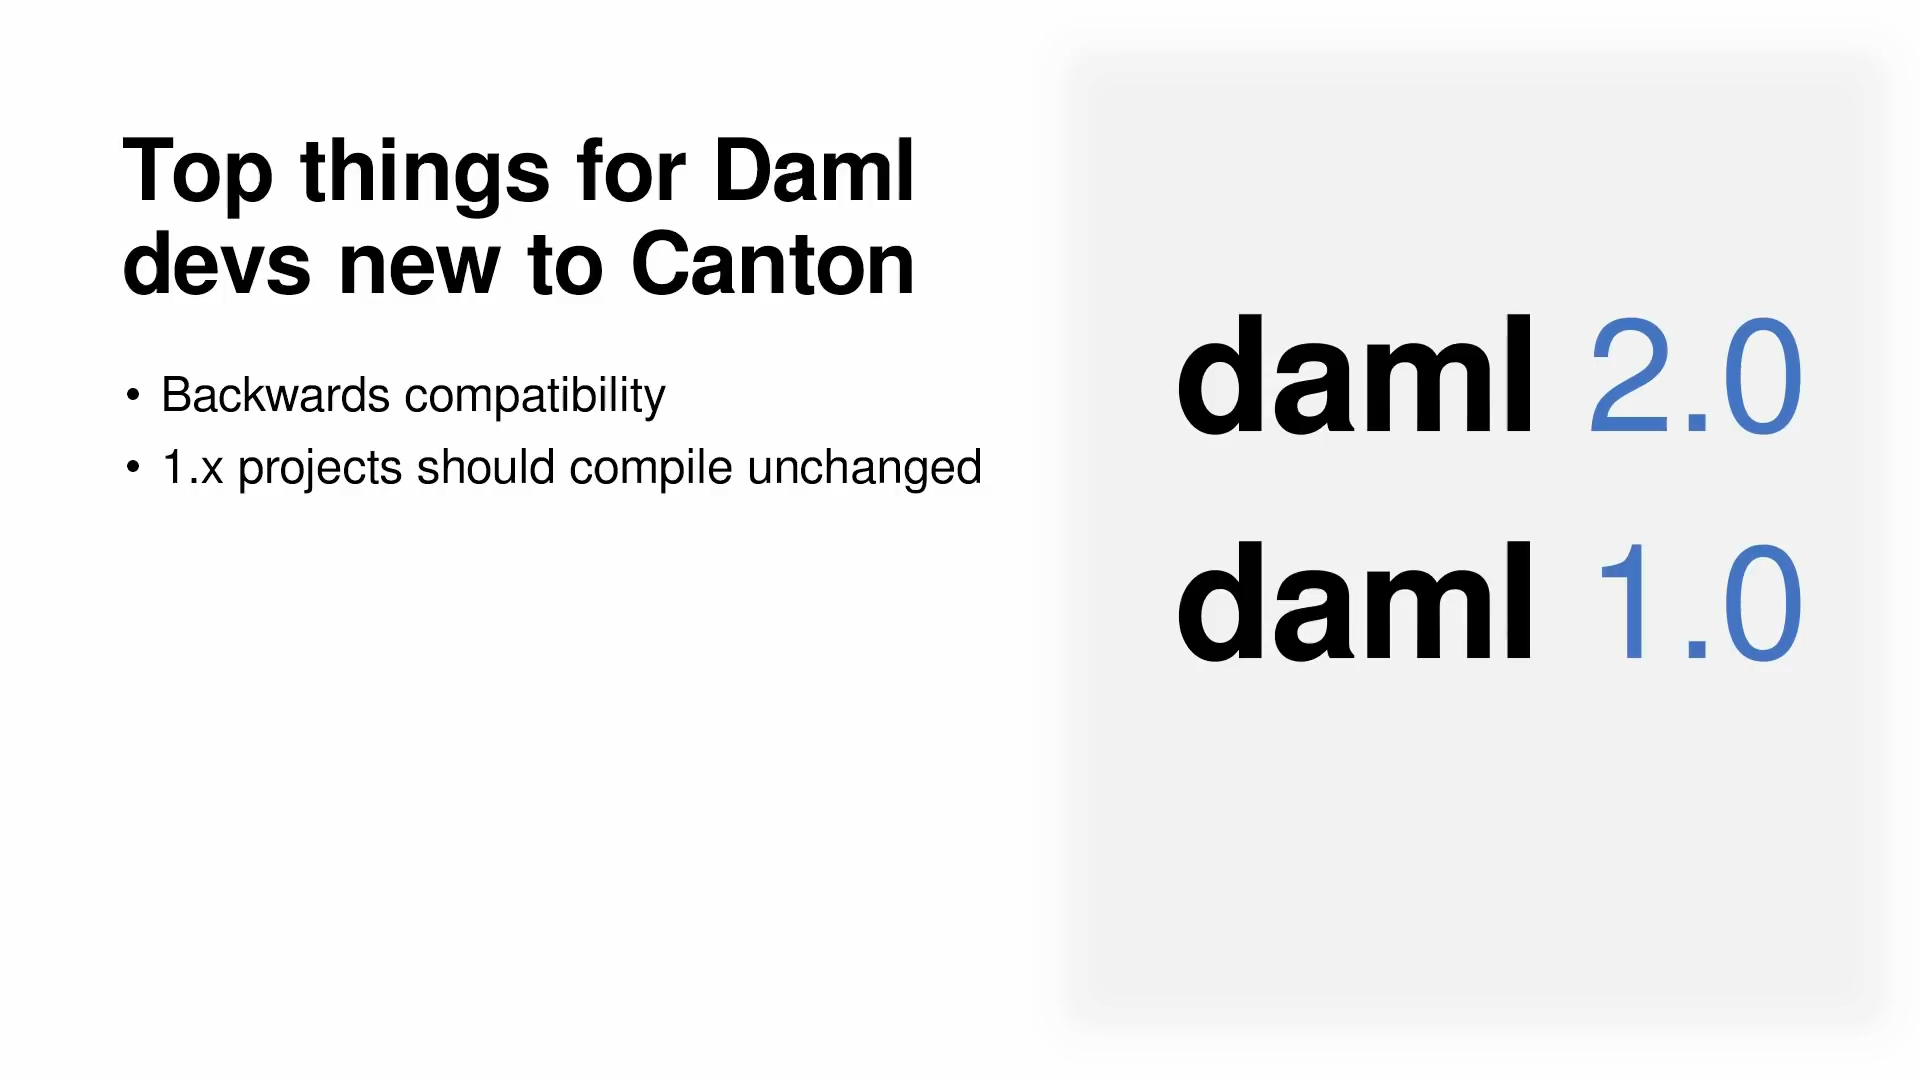 Top things for Daml
devs new to Canton
• Backwards compatibility
• 1.x projects should compile unchanged
daml 2.0
daml 1.0